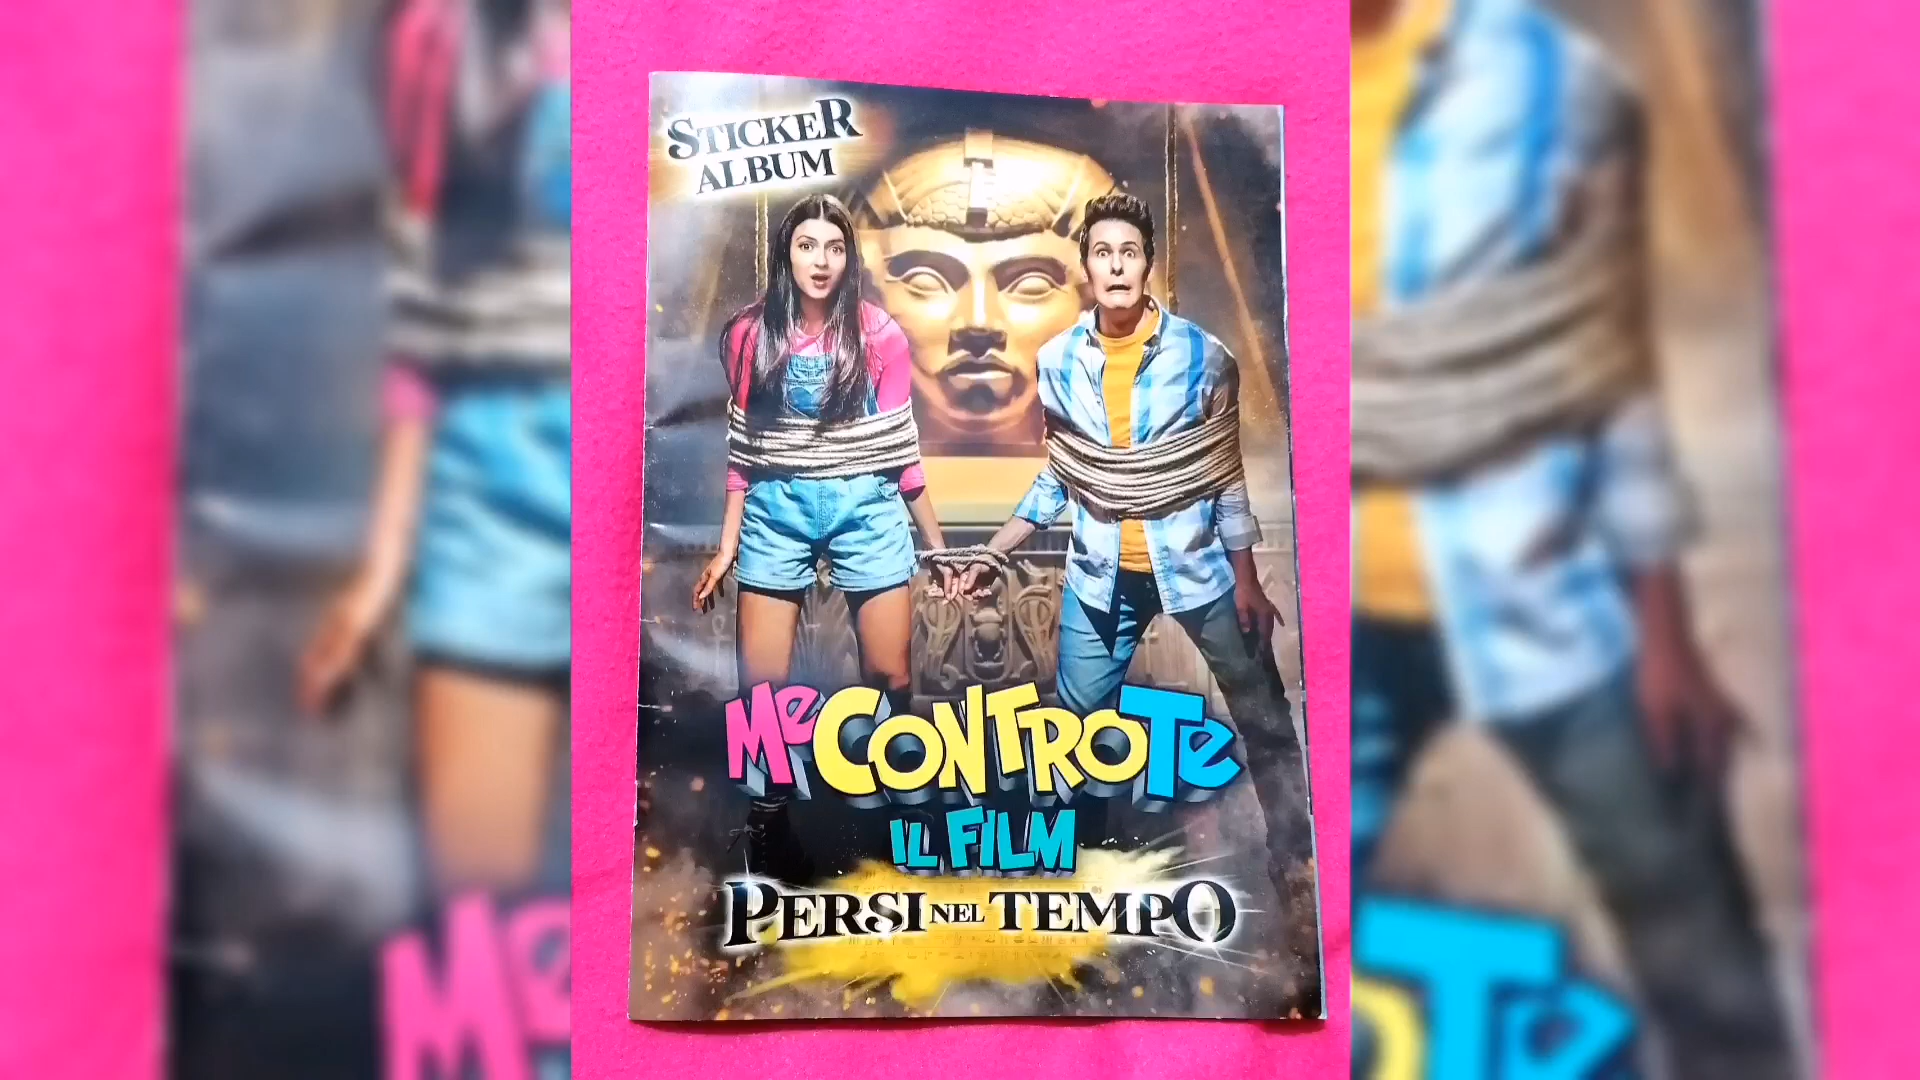 STICKER
ALBUM
Me CONTRO Te
IL FILM
PERSI NEL TEMPO